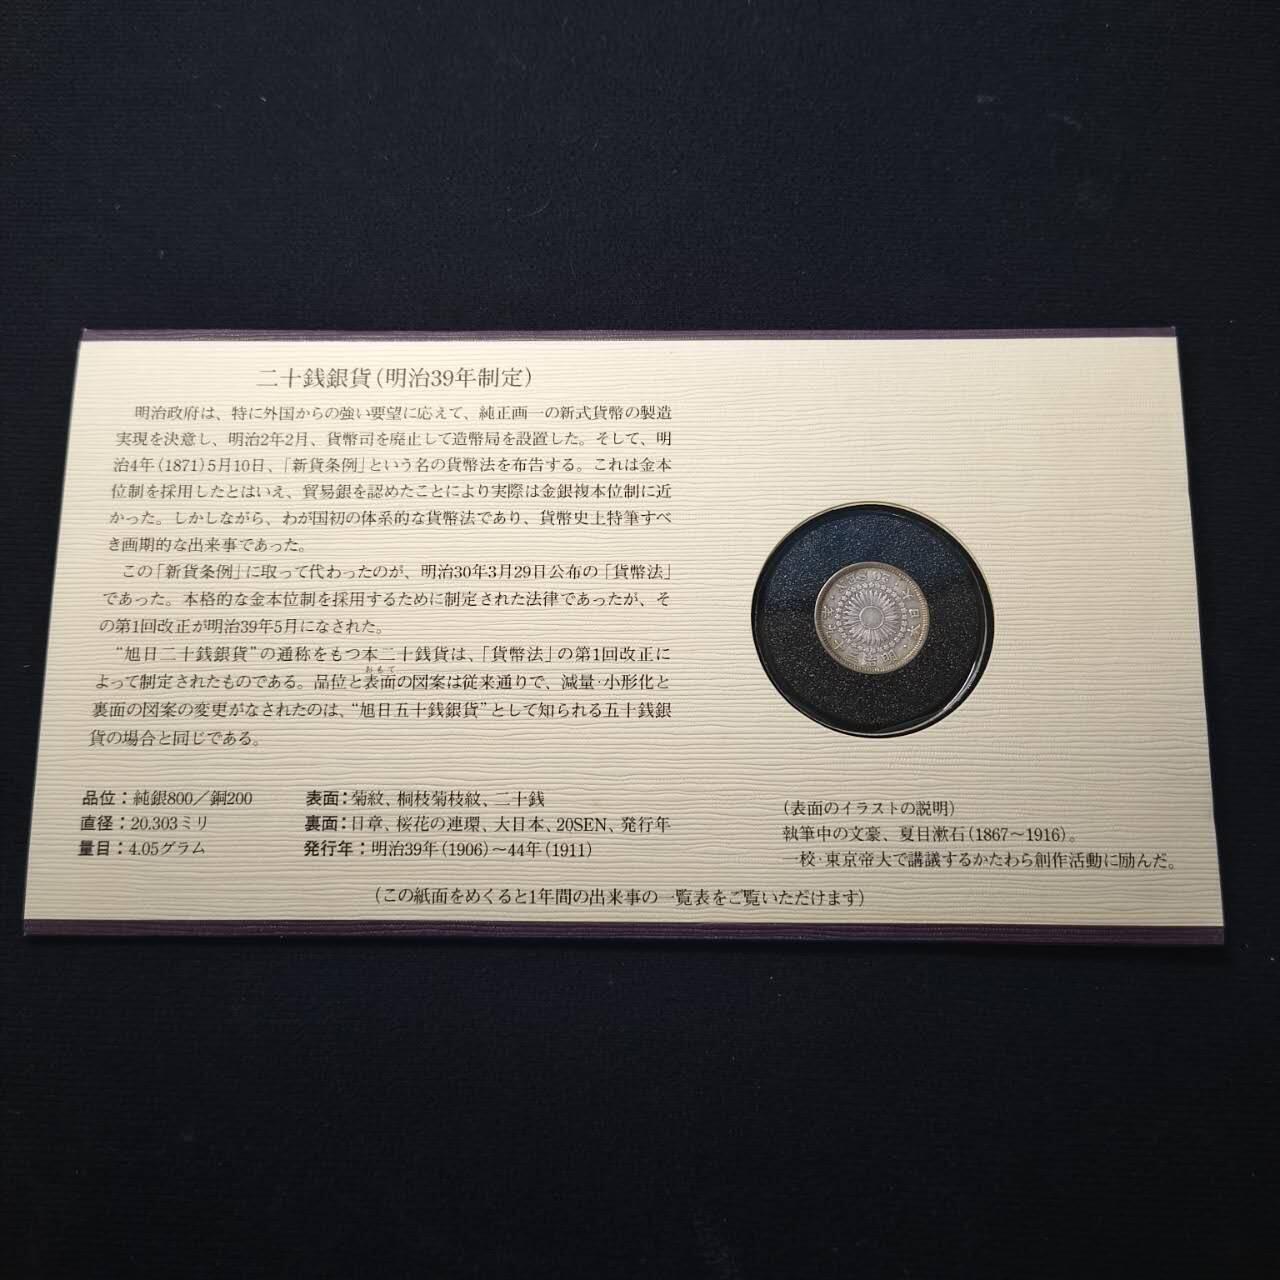 二十銭銀貨(明治39年制定)
明治政府は、特に外国からの強い要望に応えて、純正画一の新式貨幣の製造
実現を決意し、明治2年2月、貨幣司を廃止して造幣局を設置した。そして、明
治4年(1871)5月10日、「新貨条例」という名の貨幣法を布告する。これは金本
位制を採用したとはいえ、貿易銀を認めたことにより実際は金銀複本位制に近
かった。しかしながら、わが国初の体系的な貨幣法であり、貨幣史上特筆すべ
き画期的な出来事であった。
この「新貨条例」に取って代わったのが、明治30年3月29日公布の「貨幣法」
であった。本格的な金本位制を採用するために制定された法律であったが、そ
の第1回改正が明治39年5月になされた。
“旭日二十銭銀貨”の通称をもつ本二十銭貨は、「貨幣法」の第1回改正に
おもて
よって制定されたものである。品位と表面の図案は従来通りで、減量·小形化と
裏面の図案の変更がなされたのは、“旭日五十銭銀貨”として知られる五十銭銀
貨の場合と同じである。
品位：純銀800／銅200
直径：20.303ミリ
量目：4.05グラム
表面：菊紋、桐枝菊枝紋、二十銭
裏面：日章、桜花の連環、大日本、20SEN、発行年
発行年：明治39年(1906)～44年(1911)
(表面のイラストの説明)
執筆中の文豪、夏目漱石(1867～1916)。
一校·東京帝大で講議するかたわら創作活動に励んだ。
(この紙面をめくると1年間の出来事の一覧表をご覧いただけます)
大日本
20 SEN